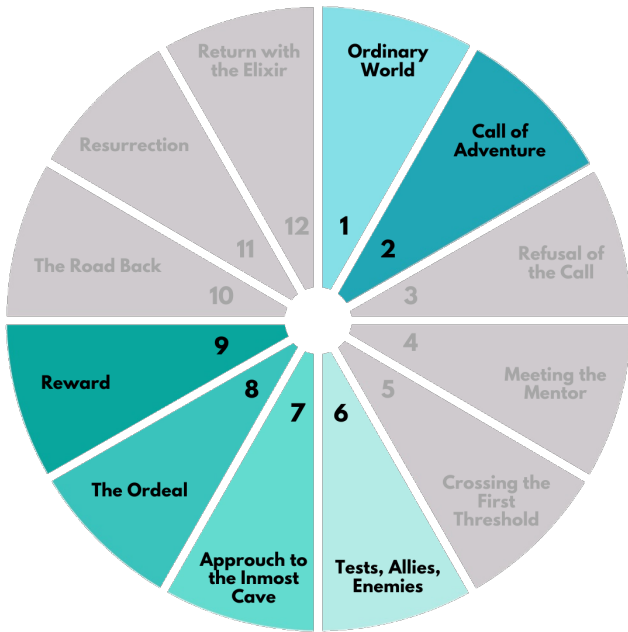 Ordinary
World
1
Call of
Adventure
2
Refusal of
the Call
3
4
Meeting the
Mentor
5
Crossing the
First
Threshold
6
Tests, Allies,
Enemies
7
Approuch to
the Inmost
Cave
8
The Ordeal
9
Reward
The Road Back
10
Resurrection
11
Return with
the Elixir
12